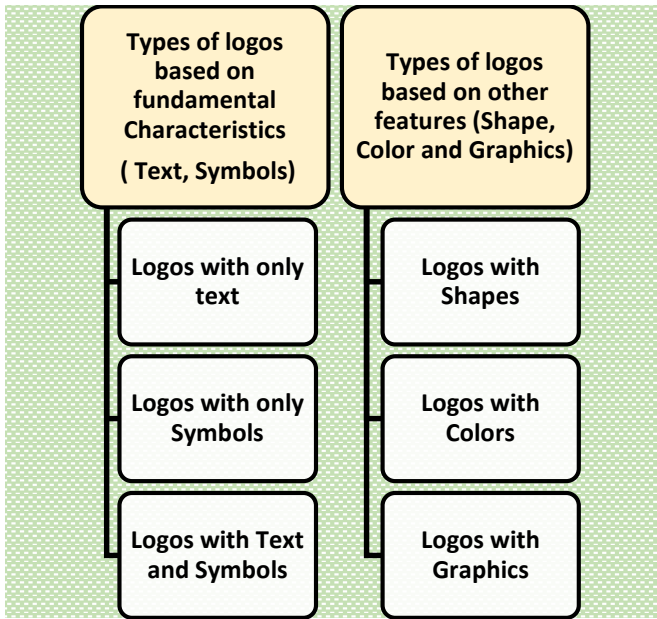 Types of logos
based on
fundamental
Characteristics
( Text, Symbols)
Logos with only
text
Logos with only
Symbols
Logos with Text
and Symbols
Types of logos
based on other
features (Shape,
Color and Graphics)
Logos with
Shapes
Logos with
Colors
Logos with
Graphics